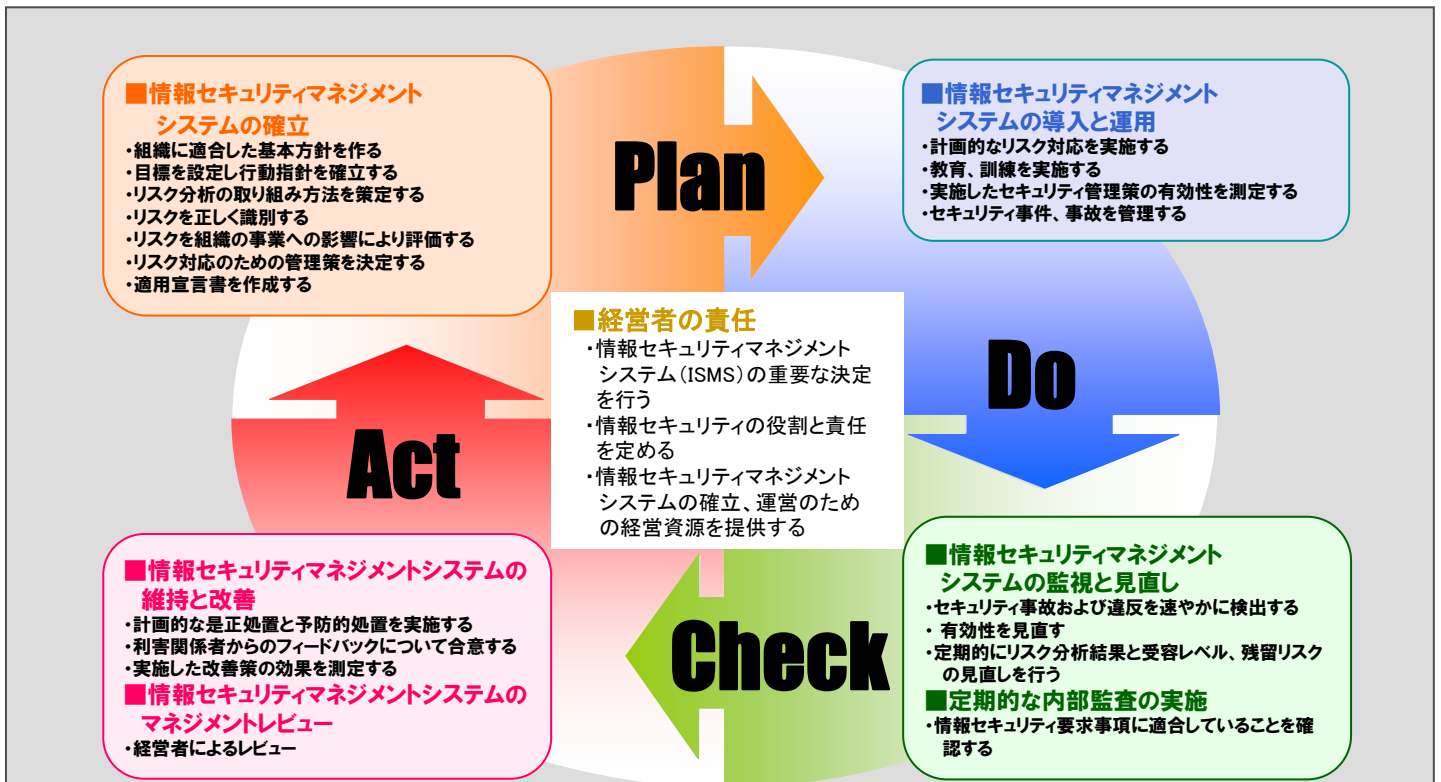 ■情報セキュリティマネジメント
システムの確立
・組織に適合した基本方針を作る
・目標を設定し行動指針を確立する
・リスク分析の取り組み方法を策定する
・リスクを正しく識別する
・リスクを組織の事業への影響により評価する
・リスク対応のための管理策を決定する
・適用宣言書を作成する
Plan
■情報セキュリティマネジメント
システムの導入と運用
・計画的なリスク対応を実施する
・教育、訓練を実施する
・実施したセキュリティ管理策の有効性を測定する
・セキュリティ事件、事故を管理する
Do
■経営者の責任
・情報セキュリティマネジメント
システム(ISMS)の重要な決定
を行う
・情報セキュリティの役割と責任
を定める
・情報セキュリティマネジメント
システムの確立、運営のため
の経営資源を提供する
Act
■情報セキュリティマネジメントシステムの
維持と改善
・計画的な是正処置と予防的処置を実施する
・利害関係者からのフィードバックについて合意する
・実施した改善策の効果を測定する
■情報セキュリティマネジメントシステムの
マネジメントレビュー
・経営者によるレビュー
Check
■情報セキュリティマネジメント
システムの監視と見直し
・セキュリティ事故および違反を速やかに検出する
・有効性を見直す
・定期的にリスク分析結果と受容レベル、残留リスク
の見直しを行う
■定期的な内部監査の実施
・情報セキュリティ要求事項に適合していることを確
認する